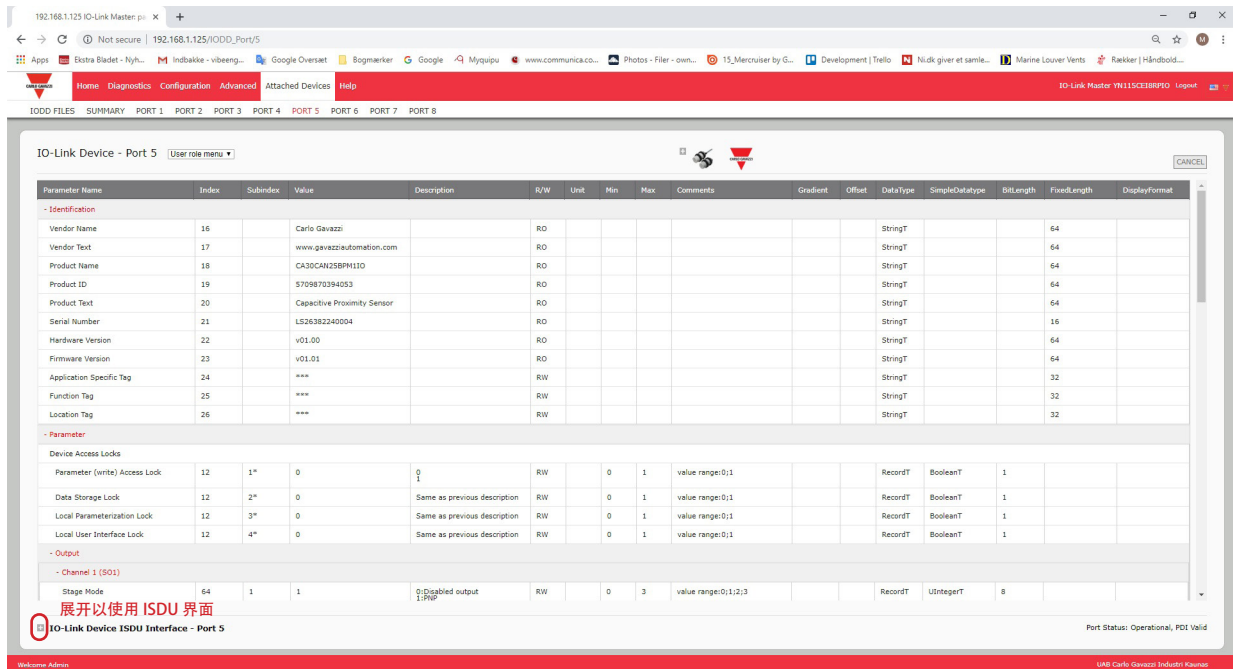 192.168.1.125 IO-Link Master: pa
Not secure | 192.168.1.125/IODD_Port/5
Apps Ekstra Bladet - Nyh... Indbakke - vibeeng... Google Oversæt Bogmærker Google Myquipu www.communica.co... Photos - Filer - own... 15_Mercruiser by G... Development | Trello Ni.dk giver et samle... Marine Louver Vents Rækker | Håndbold....
CARLO GAVAZZI Home Diagnostics Configuration Advanced Attached Devices Help IO-Link Master YN115CEI8RPIO Logout
IODD FILES SUMMARY PORT 1 PORT 2 PORT 3 PORT 4 PORT 5 PORT 6 PORT 7 PORT 8
IO-Link Device - Port 5 User role menu CARLO GAVAZZI CANCEL
Parameter Name Index Subindex Value Description R/W Unit Min Max Comments Gradient Offset DataType SimpleDatatype BitLength FixedLength DisplayFormat
- Identification
Vendor Name 16 Carlo Gavazzi RO StringT 64
Vendor Text 17 www.gavazziautomation.com RO StringT 64
Product Name 18 CA30CAN25BPM1IO RO StringT 64
Product ID 19 5709870394053 RO StringT 64
Product Text 20 Capacitive Proximity Sensor RO StringT 64
Serial Number 21 LS26382240004 RO StringT 16
Hardware Version 22 v01.00 RO StringT 64
Firmware Version 23 v01.01 RO StringT 64
Application Specific Tag 24 *** RW StringT 32
Function Tag 25 *** RW StringT 32
Location Tag 26 *** RW StringT 32
- Parameter
Device Access Locks
Parameter (write) Access Lock 12 1* 0 0 RW 0 1 value range:0;1 RecordT BooleanT 1
1
Data Storage Lock 12 2* 0 Same as previous description RW 0 1 value range:0;1 RecordT BooleanT 1
Local Parameterization Lock 12 3* 0 Same as previous description RW 0 1 value range:0;1 RecordT BooleanT 1
Local User Interface Lock 12 4* 0 Same as previous description RW 0 1 value range:0;1 RecordT BooleanT 1
- Output
- Channel 1 (SO1)
Stage Mode 64 1 1 0:Disabled output RW 0 3 value range:0;1;2;3 RecordT UIntegerT 8
1:PNP
展开以使用 ISDU 界面
IO-Link Device ISDU Interface - Port 5 Port Status: Operational, PDI Valid
Welcome Admin UAB Carlo Gavazzi Industri Kaunas